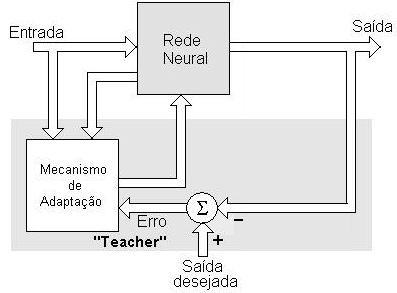 Entrada
Rede
Neural
Saída
Mecanismo
de
Adaptação
Σ
Erro
−
"Teacher"
+
Saída
desejada